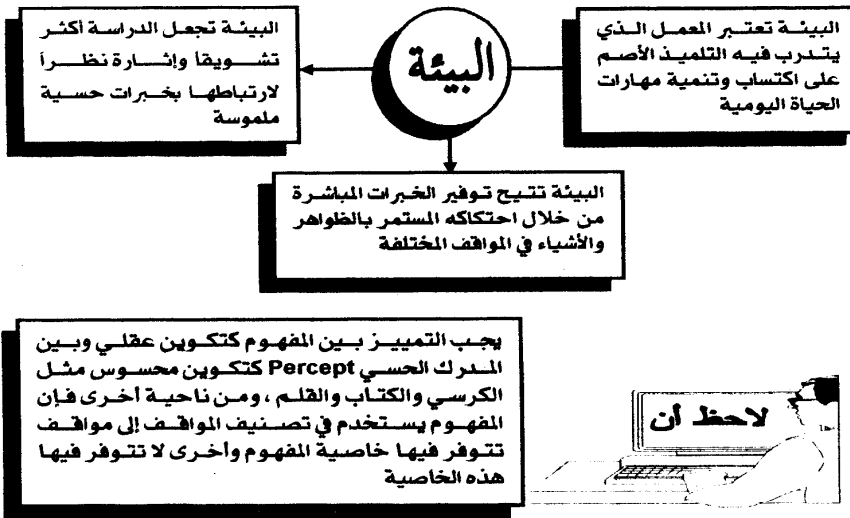 البيئة
البيئة تعتبر المعمل الذي
يتدرب فيه التلميذ الأصم
على اكتساب وتنمية مهارات
الحياة اليومية
البيئة تجعل الدراسة أكثر
تشويقاً وإثارة نظراً
لارتباطها بخبرات حسية
ملموسة
البيئة تتيح توفير الخبرات المباشرة
من خلال احتكاكه المستمر بالظواهر
والأشياء في المواقف المختلفة
لاحظ أن
يجب التمييز بين المفهوم كتكوين عقلي وبين
المدرك الحسي Percept كتكوين محسوس مثل
الكرسي والكتاب والقلم ، ومن ناحية أخرى فإن
المفهوم يستخدم في تصنيف المواقف إلى مواقف
تتوفر فيها خاصية المفهوم وأخرى لا تتوفر فيها
هذه الخاصية